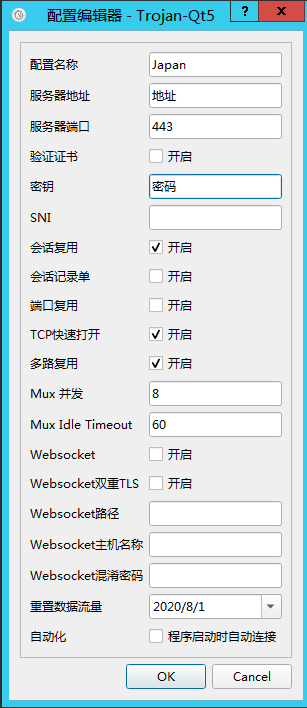 配置编辑器 - Trojan-Qt5
配置名称 Japan
服务器地址 地址
服务器端口 443
验证证书 开启
密钥 密码
SNI
会话复用 开启
会话记录单 开启
端口复用 开启
TCP快速打开 开启
多路复用 开启
Mux 并发 8
Mux Idle Timeout 60
Websocket 开启
Websocket双重TLS 开启
Websocket路径
Websocket主机名称
Websocket混淆密码
重置数据流量 2020/8/1
自动化 程序启动时自动连接
OK Cancel